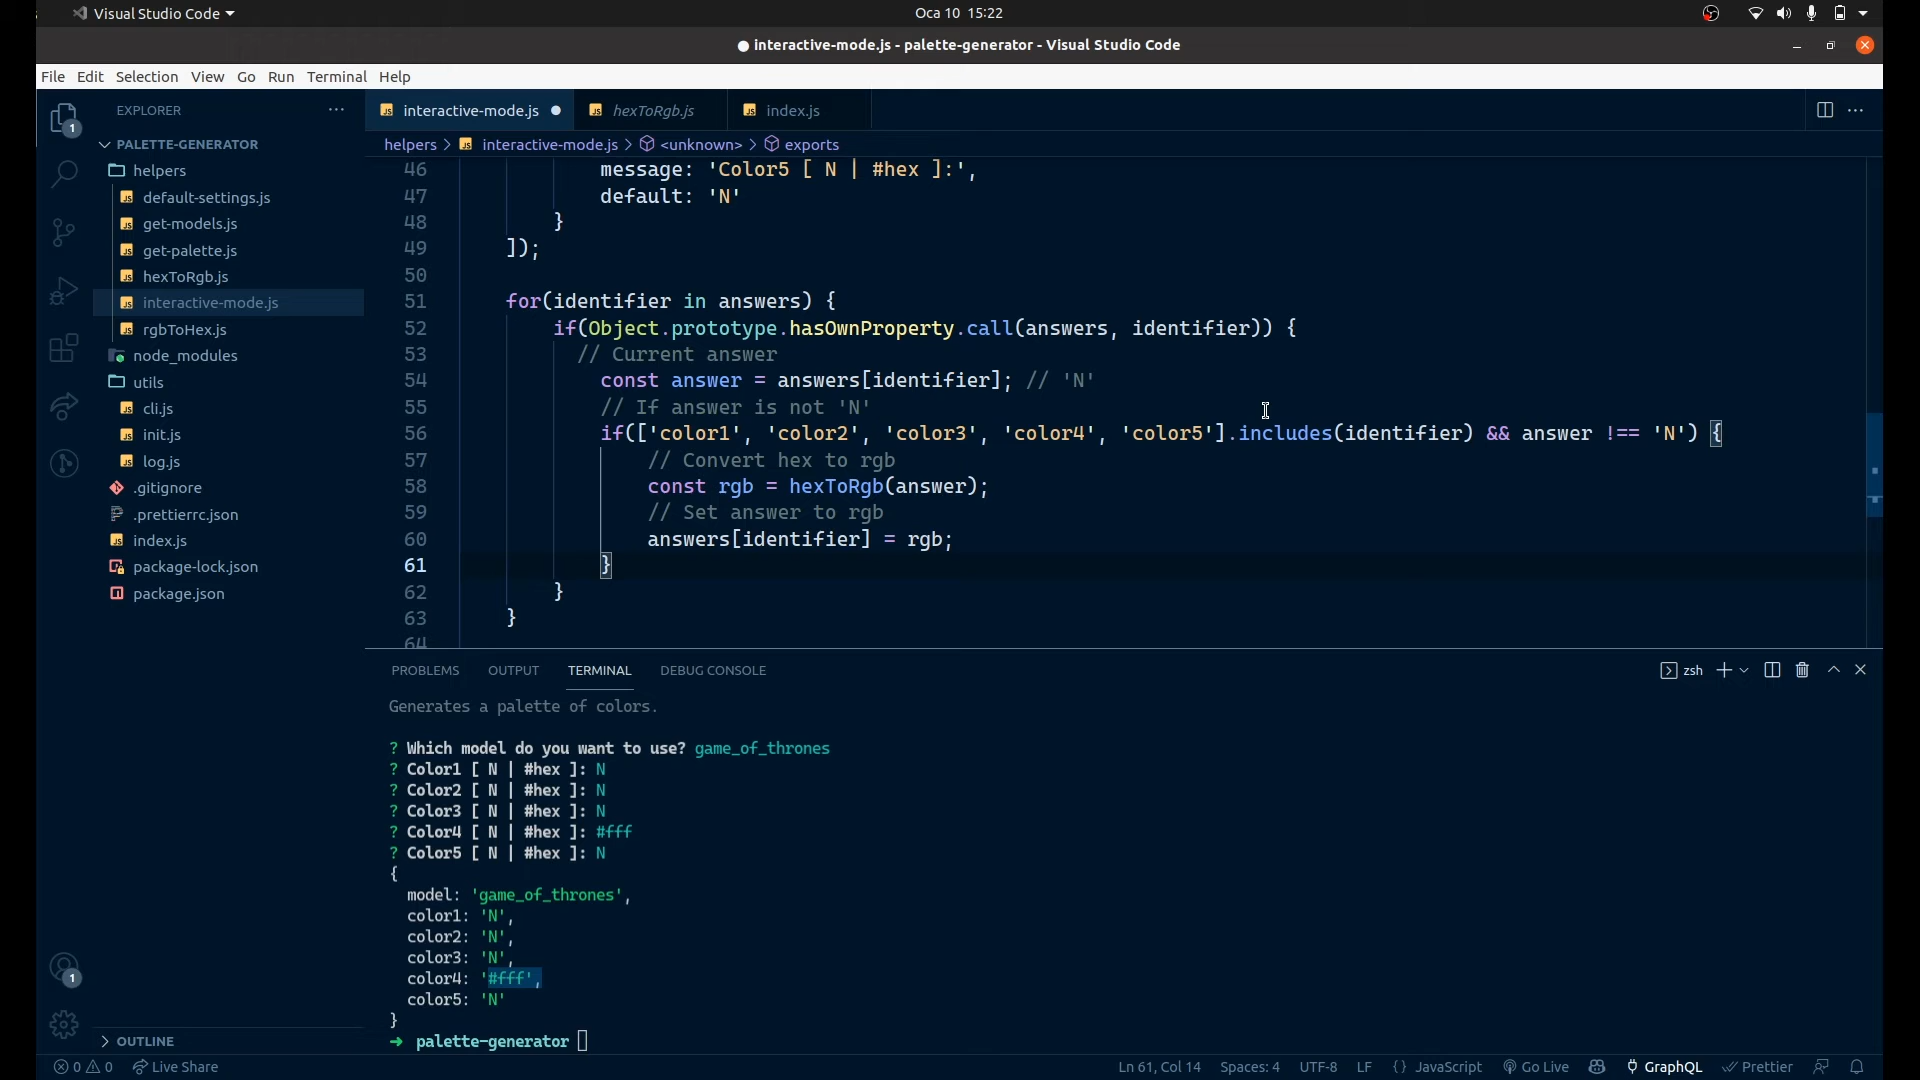 Visual Studio Code
Oca 10 15:22
● interactive-mode.js - palette-generator - Visual Studio Code
File Edit Selection View Go Run Terminal Help
EXPLORER
PALETTE-GENERATOR
helpers
default-settings.js
get-models.js
get-palette.js
hexToRgb.js
interactive-mode.js
rgbToHex.js
node_modules
utils
cli.js
init.js
log.js
.gitignore
.prettierrc.json
index.js
package-lock.json
package.json
OUTLINE
1
1
interactive-mode.js
hexToRgb.js
index.js
helpers > interactive-mode.js > <unknown> > exports
46 message: 'Color5 [ N | #hex ]:',
47 default: 'N'
48 }
49 ]);
50
51 for(identifier in answers) {
52 if(Object.prototype.hasOwnProperty.call(answers, identifier)) {
53 // Current answer
54 const answer = answers[identifier]; // 'N'
55 // If answer is not 'N'
56 if(['color1', 'color2', 'color3', 'color4', 'color5'].includes(identifier) && answer !== 'N') {
57 // Convert hex to rgb
58 const rgb = hexToRgb(answer);
59 // Set answer to rgb
60 answers[identifier] = rgb;
61 }
62 }
63 }
64
PROBLEMS OUTPUT TERMINAL DEBUG CONSOLE
zsh
Generates a palette of colors.
? Which model do you want to use? game_of_thrones
? Color1 [ N | #hex ]: N
? Color2 [ N | #hex ]: N
? Color3 [ N | #hex ]: N
? Color4 [ N | #hex ]: #fff
? Color5 [ N | #hex ]: N
{
model: 'game_of_thrones',
color1: 'N',
color2: 'N',
color3: 'N',
color4: '#fff',
color5: 'N'
}
➜ palette-generator
0 0 Live Share
Ln 61, Col 14 Spaces: 4 UTF-8 LF {} JavaScript Go Live GraphQL Prettier